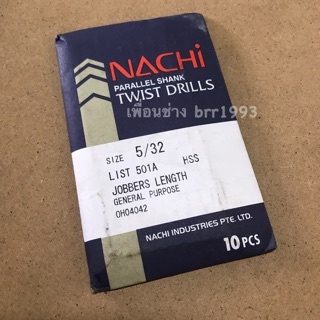 NACHi
PARALLEL SHANK
TWIST DRILLS
เพื่อนช่าง brr1993
SIZE 5/32
LIST 501A HSS
JOBBERS LENGTH
GENERAL PURPOSE
OH04042
NACHI INDUSTRIES PTE. LTD.
10 PCS